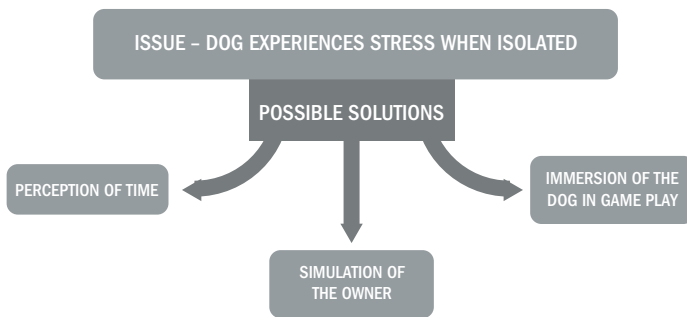 ISSUE – DOG EXPERIENCES STRESS WHEN ISOLATED
POSSIBLE SOLUTIONS
PERCEPTION OF TIME
IMMERSION OF THE
DOG IN GAME PLAY
SIMULATION OF
THE OWNER